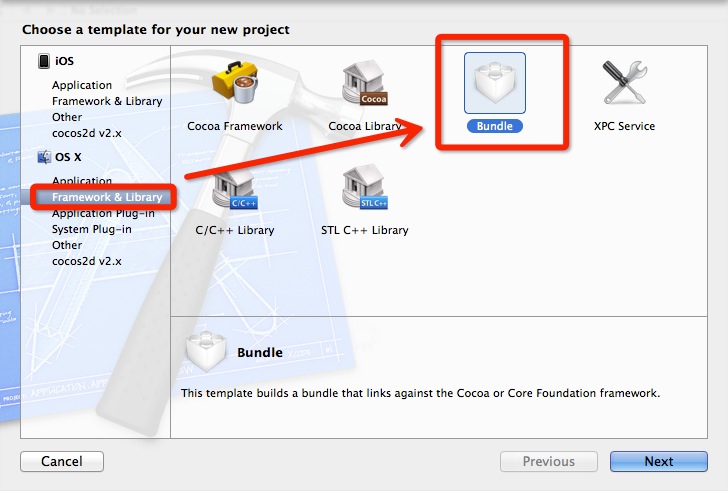 No Selection
Choose a template for your new project
iOS
Application
Framework & Library
Other
cocos2d v2.x
OS X
Application
Framework & Library
Application Plug-in
System Plug-in
Other
cocos2d v2.x
Cocoa Framework
Cocoa
Cocoa Library
Bundle
XPC Service
C/C++
C/C++ Library
STL C++
STL C++ Library
Bundle
This template builds a bundle that links against the Cocoa or Core Foundation framework.
Cancel
Previous
Next